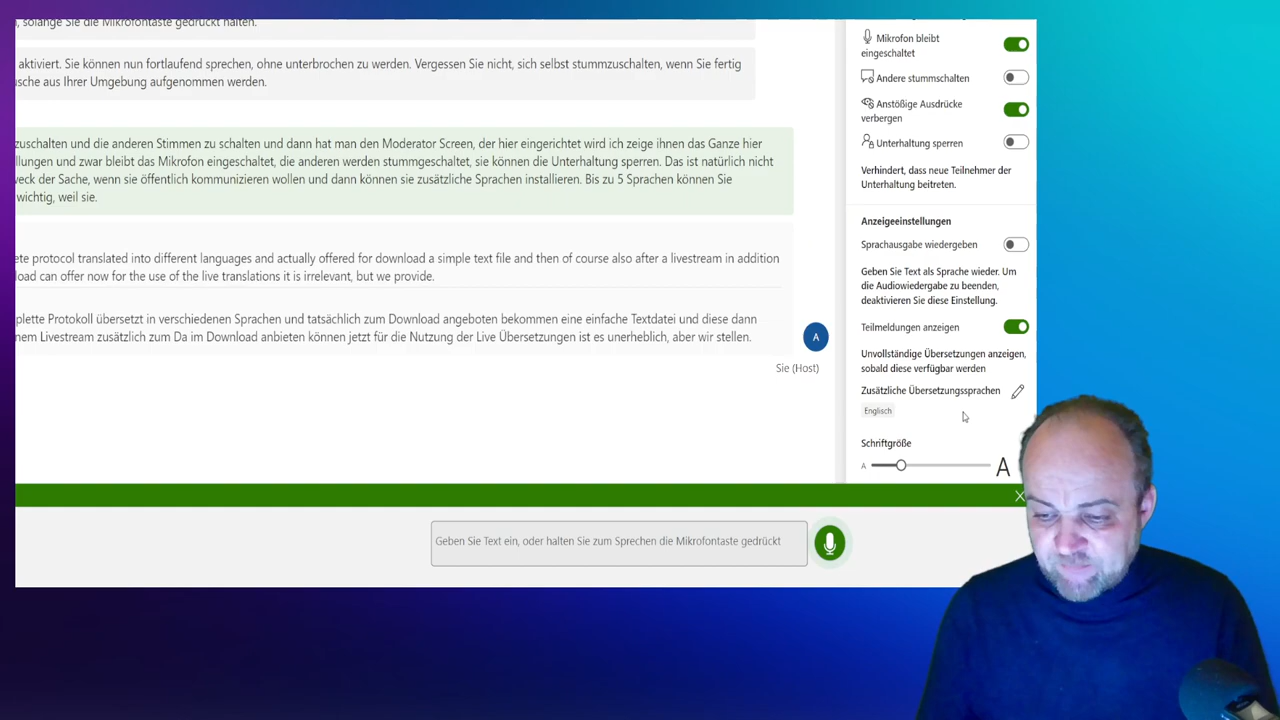 , solange Sie die Mikrofontaste gedrückt halten.
aktiviert. Sie können nun fortlaufend sprechen, ohne unterbrochen zu werden. Vergessen Sie nicht, sich selbst stummzuschalten, wenn Sie fertig
usche aus Ihrer Umgebung aufgenommen werden.
zuschalten und die anderen Stimmen zu schalten und dann hat man den Moderator Screen, der hier eingerichtet wird ich zeige ihnen das Ganze hier
llungen und zwar bleibt das Mikrofon eingeschaltet, die anderen werden stummgeschaltet, sie können die Unterhaltung sperren. Das ist natürlich nicht
veck der Sache, wenn sie öffentlich kommunizieren wollen und dann können sie zusätzliche Sprachen installieren. Bis zu 5 Sprachen können Sie
wichtig, weil sie.
ete protocol translated into different languages and actually offered for download a simple text file and then of course also after a livestream in addition
load can offer now for the use of the live translations it is irrelevant, but we provide.
plette Protokoll übersetzt in verschiedenen Sprachen und tatsächlich zum Download angeboten bekommen eine einfache Textdatei und diese dann
nem Livestream zusätzlich zum Da im Download anbieten können jetzt für die Nutzung der Live Übersetzungen ist es unerheblich, aber wir stellen.
A
Sie (Host)
Mikrofon bleibt
eingeschaltet
Andere stummschalten
Anstößige Ausdrücke
verbergen
Unterhaltung sperren
Verhindert, dass neue Teilnehmer der
Unterhaltung beitreten.
Anzeigeeinstellungen
Sprachausgabe wiedergeben
Geben Sie Text als Sprache wieder. Um
die Audiowiedergabe zu beenden,
deaktivieren Sie diese Einstellung.
Teilmeldungen anzeigen
Unvollständige Übersetzungen anzeigen,
sobald diese verfügbar werden
Zusätzliche Übersetzungssprachen
Englisch
Schriftgröße
A A
Geben Sie Text ein, oder halten Sie zum Sprechen die Mikrofontaste gedrückt